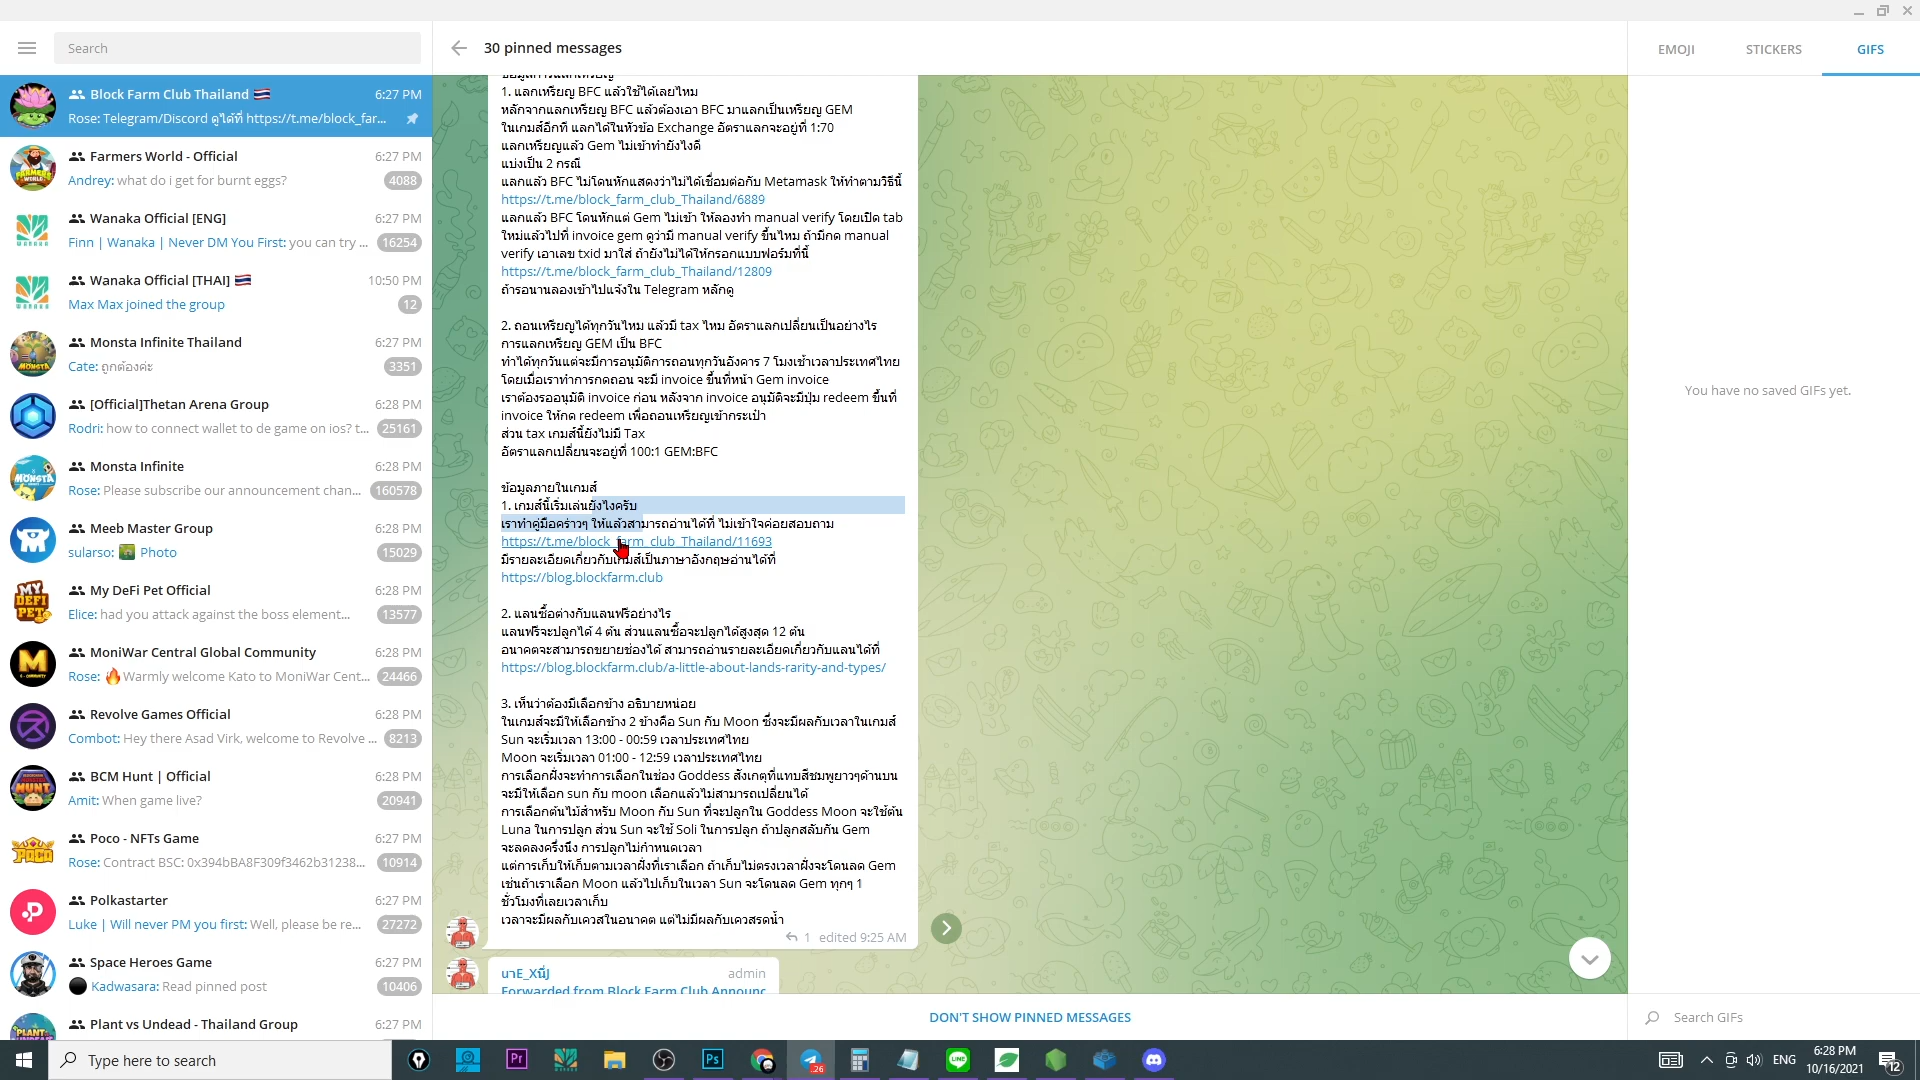 Search
Block Farm Club Thailand 🇹🇭 6:27 PM
Rose: Telegram/Discord ดูได้ที่ https://t.me/block_far...
Farmers World - Official 6:27 PM
Andrey: what do i get for burnt eggs? 4088
Wanaka Official [ENG] 6:27 PM
Finn | Wanaka | Never DM You First: you can try ... 16254
Wanaka Official [THAI] 🇹🇭 10:50 PM
Max Max joined the group 12
Monsta Infinite Thailand 6:27 PM
Cate: ถูกต้องค่ะ 3351
[Official]Thetan Arena Group 6:28 PM
Rodri: how to connect wallet to de game on ios? t... 25161
Monsta Infinite 6:28 PM
Rose: Please subscribe our announcement chan... 160578
Meeb Master Group 6:28 PM
sularso: Photo 15029
My DeFi Pet Official 6:28 PM
Elice: had you attack against the boss element... 13577
MoniWar Central Global Community 6:28 PM
Rose: 🔥Warmly welcome Kato to MoniWar Cent... 24466
Revolve Games Official 6:28 PM
Combot: Hey there Asad Virk, welcome to Revolve ... 8213
BCM Hunt | Official 6:28 PM
Amit: When game live? 20941
Poco - NFTs Game 6:27 PM
Rose: Contract BSC: 0x394bBA8F309f3462b31238... 10914
Polkastarter 6:27 PM
Luke | Will never PM you first: Well, please be re... 27272
Space Heroes Game 6:27 PM
Kadwasara: Read pinned post 10406
Plant vs Undead - Thailand Group 6:27 PM
30 pinned messages
ข้อมูลการแลกเหรียญ
1. แลกเหรียญ BFC แล้วใช้ได้เลยไหม
หลักจากแลกเหรียญ BFC แล้วต้องเอา BFC มาแลกเป็นเหรียญ GEM
ในเกมส์อีกที แลกได้ในหัวข้อ Exchange อัตราแลกจะอยู่ที่ 1:70
แลกเหรียญแล้ว Gem ไม่เข้าทำยังไงดี
แบ่งเป็น 2 กรณี
แลกแล้ว BFC ไม่โดนหักแสดงว่าไม่ได้เชื่อมต่อกับ Metamask ให้ทำตามวิธีนี้
https://t.me/block_farm_club_Thailand/6889
แลกแล้ว BFC โดนหักแต่ Gem ไม่เข้า ให้ลองทำ manual verify โดยเปิด tab
ใหม่แล้วไปที่ invoice gem ดูว่ามี manual verify ขึ้นไหม ถ้ามีกด manual
verify เอาเลข txid มาใส่ ถ้ายังไม่ได้ให้กรอกแบบฟอร์มที่นี้
https://t.me/block_farm_club_Thailand/12809
ถ้ารอนานลองเข้าไปแจ้งใน Telegram หลักดู
2. ถอนเหรียญได้ทุกวันไหม แล้วมี tax ไหม อัตราแลกเปลี่ยนเป็นอย่างไร
การแลกเหรียญ GEM เป็น BFC
ทำได้ทุกวันแต่จะมีการอนุมัติการถอนทุกวันอังคาร 7 โมงเช้าเวลาประเทศไทย
โดยเมื่อเราทำการกดถอน จะมี invoice ขึ้นที่หน้า Gem invoice
เราต้องรออนุมัติ invoice ก่อน หลังจาก invoice อนุมัติจะมีปุ่ม redeem ขึ้นที่
invoice ให้กด redeem เพื่อถอนเหรียญเข้ากระเป๋า
ส่วน tax เกมส์นี้ยังไม่มี Tax
อัตราแลกเปลี่ยนจะอยู่ที่ 100:1 GEM:BFC
ข้อมูลภายในเกมส์
1. เกมส์นี้เริ่มเล่นยังไงครับ
เราทำคู่มือคร่าวๆ ให้แล้วสามารถอ่านได้ที่ ไม่เข้าใจค่อยสอบถาม
https://t.me/block_farm_club_Thailand/11693
มีรายละเอียดเกี่ยวกับเกมส์เป็นภาษาอังกฤษอ่านได้ที่
https://blog.blockfarm.club
2. แลนซื้อต่างกับแลนฟรีอย่างไร
แลนฟรีจะปลูกได้ 4 ต้น ส่วนแลนซื้อจะปลูกได้สูงสุด 12 ต้น
อนาคตจะสามารถขยายช่องได้ สามารถอ่านรายละเอียดเกี่ยวกับแลนได้ที่
https://blog.blockfarm.club/a-little-about-lands-rarity-and-types/
3. เห็นว่าต้องมีเลือกข้าง อธิบายหน่อย
ในเกมส์จะมีให้เลือกข้าง 2 ข้างคือ Sun กับ Moon ซึ่งจะมีผลกับเวลาในเกมส์
Sun จะเริ่มเวลา 13:00 - 00:59 เวลาประเทศไทย
Moon จะเริ่มเวลา 01:00 - 12:59 เวลาประเทศไทย
การเลือกฝั่งจะทำการเลือกในช่อง Goddess สังเกตุที่แทบสีชมพูยาวๆด้านบน
จะมีให้เลือก sun กับ moon เลือกแล้วไม่สามารถเปลี่ยนได้
การเลือกต้นไม้สำหรับ Moon กับ Sun ที่จะปลูกใน Goddess Moon จะใช้ต้น
Luna ในการปลูก ส่วน Sun จะใช้ Soli ในการปลูก ถ้าปลูกสลับกัน Gem
จะลดลงครึ่งนึง การปลูกไม่กำหนดเวลา
แต่การเก็บให้เก็บตามเวลาฝั่งที่เราเลือก ถ้าเก็บไม่ตรงเวลาฝั่งจะโดนลด Gem
เช่นถ้าเราเลือก Moon แล้วไปเก็บในเวลา Sun จะโดนลด Gem ทุกๆ 1
ชั่วโมงที่เลยเวลาเก็บ
เวลาจะมีผลกับเควสในอนาคต แต่ไม่มีผลกับเควสรดน้ำ
1 edited 9:25 AM
admin
Forwarded from Block Farm Club Announc
DON'T SHOW PINNED MESSAGES
EMOJI STICKERS GIFS
You have no saved GIFs yet.
Search GIFs
Type here to search
ENG
6:28 PM
10/16/2021
12